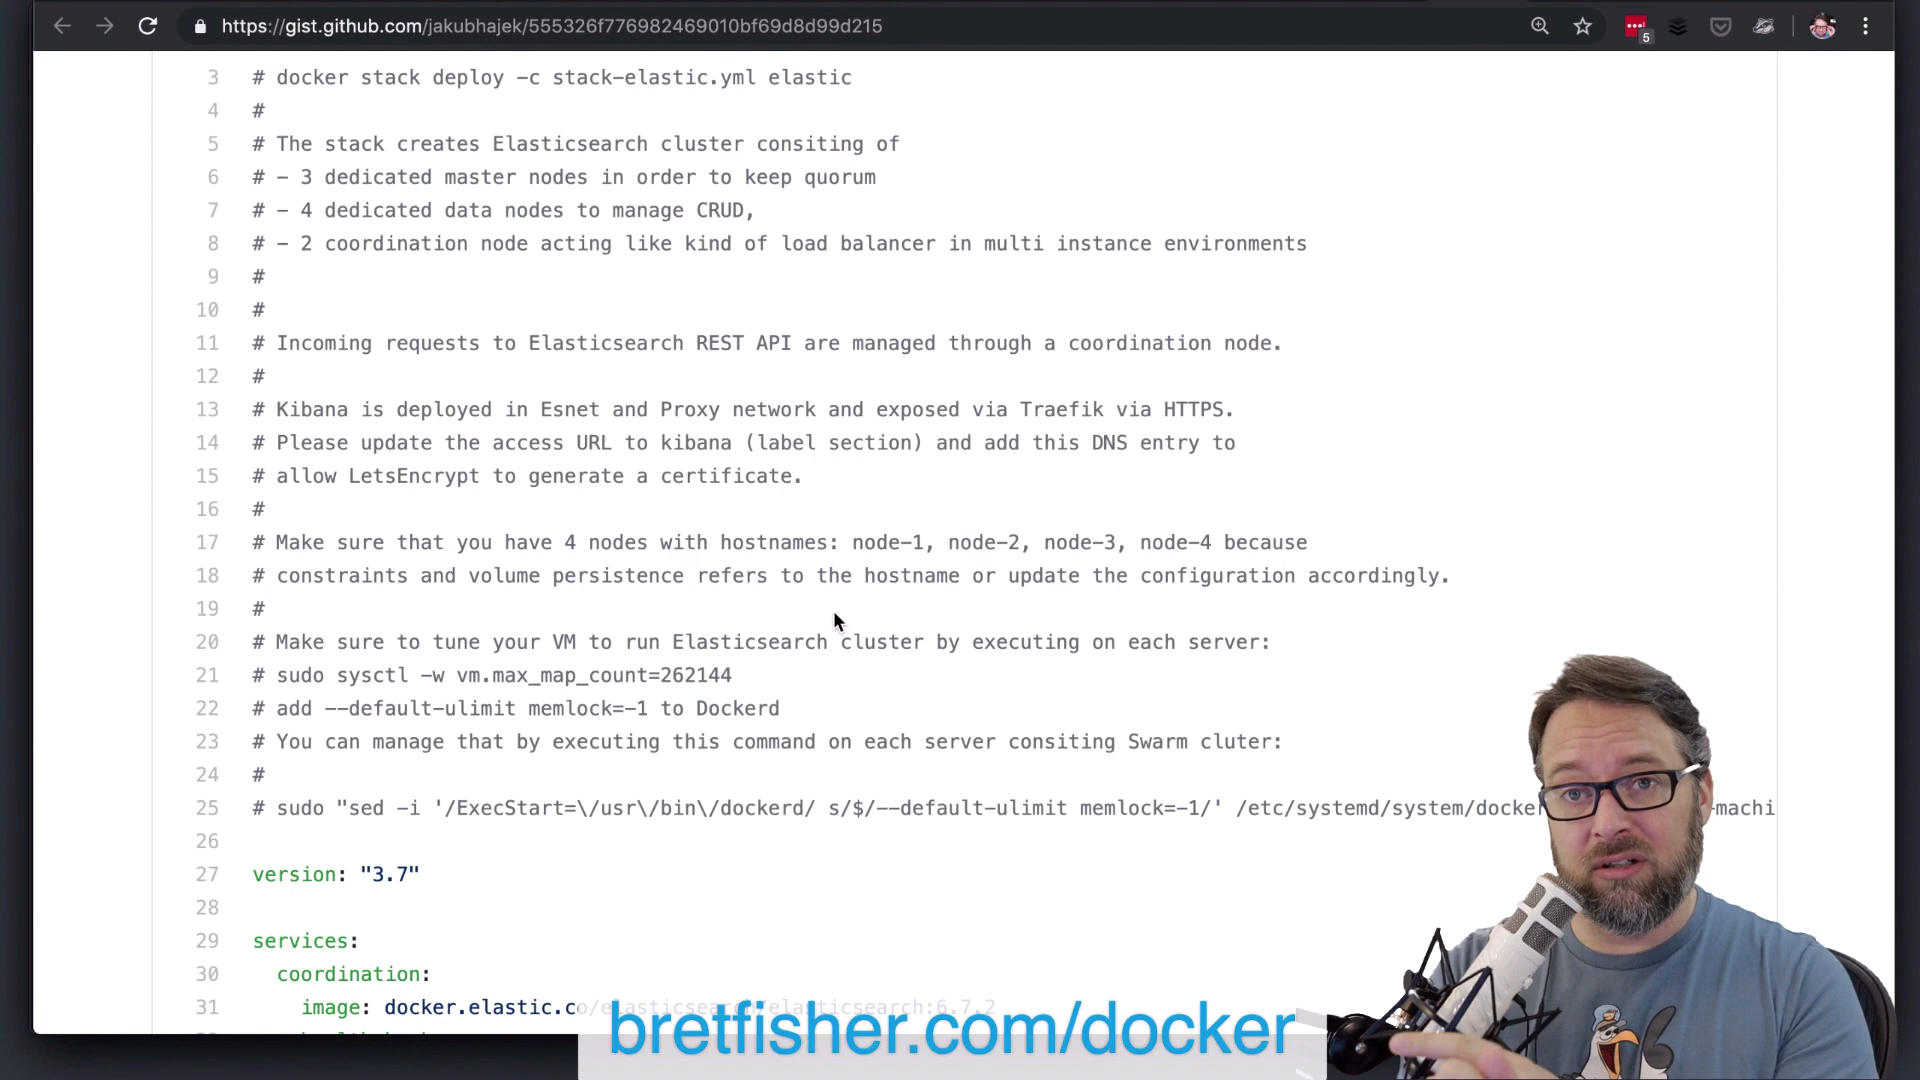 https://gist.github.com/jakubhajek/555326f776982469010bf69d8d99d215
5
3 # docker stack deploy -c stack-elastic.yml elastic
4 #
5 # The stack creates Elasticsearch cluster consiting of
6 # - 3 dedicated master nodes in order to keep quorum
7 # - 4 dedicated data nodes to manage CRUD,
8 # - 2 coordination node acting like kind of load balancer in multi instance environments
9 #
10 #
11 # Incoming requests to Elasticsearch REST API are managed through a coordination node.
12 #
13 # Kibana is deployed in Esnet and Proxy network and exposed via Traefik via HTTPS.
14 # Please update the access URL to kibana (label section) and add this DNS entry to
15 # allow LetsEncrypt to generate a certificate.
16 #
17 # Make sure that you have 4 nodes with hostnames: node-1, node-2, node-3, node-4 because
18 # constraints and volume persistence refers to the hostname or update the configuration accordingly.
19 #
20 # Make sure to tune your VM to run Elasticsearch cluster by executing on each server:
21 # sudo sysctl -w vm.max_map_count=262144
22 # add --default-ulimit memlock=-1 to Dockerd
23 # You can manage that by executing this command on each server consiting Swarm cluter:
24 #
25 # sudo "sed -i '/ExecStart=\/usr\/bin\/dockerd/ s/$/--default-ulimit memlock=-1/' /etc/systemd/system/docker -machi
26
27 version: "3.7"
28
29 services:
30 coordination:
31 image: docker.elastic.co/elasticsearch/elasticsearch:6.7.2
bretfisher.com/docker